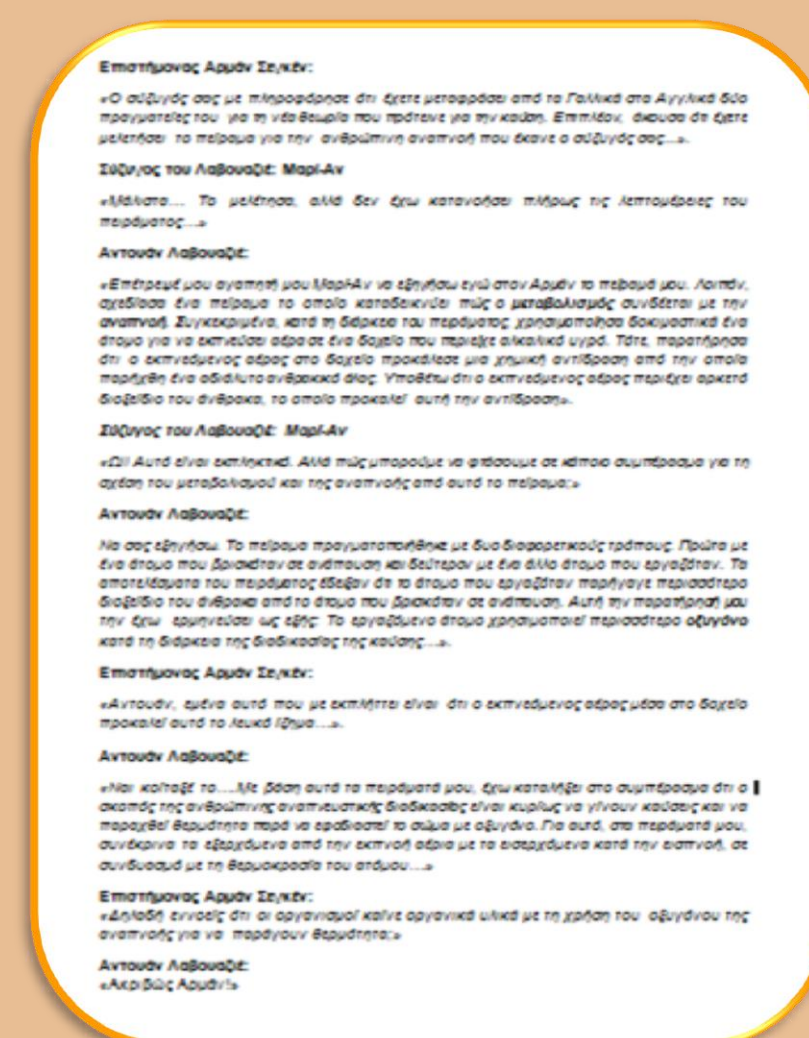 Επιστήμονας Αρμάν Σεγκέν:
«Ο σύζυγός σας με πληροφόρησε ότι έχετε μεταφράσει από τα Γαλλικά στα Αγγλικά δύο
πραγματείες του για τη νέα θεωρία που πρότεινε για την καύση. Επιπλέον, άκουσα ότι έχετε
μελετήσει το πείραμα για την ανθρώπινη αναπνοή που έκανε ο σύζυγός σας...».
Σύζυγος του Λαβουαζιέ: Μαρί-Αν
«Μάλιστα.... Το μελέτησα, αλλά δεν έχω κατανοήσει πλήρως τις λεπτομέρειες του
πειράματος....»
Αντουάν Λαβουαζιέ:
«Επέτρεψέ μου αγαπητή μου Μαρί-Αν να εξηγήσω εγώ στον Αρμάν το πείραμά μου. Λοιπόν,
σχεδίασα ένα πείραμα το οποίο καταδεικνύει πώς ο μεταβολισμός συνδέεται με την
αναπνοή. Συγκεκριμένα, κατά τη διάρκεια του πειράματος, χρησιμοποίησα δοκιμαστικά ένα
άτομο για να εκπνεύσει αέρα σε ένα δοχείο που περιείχε αλκαλικό υγρό. Τότε, παρατήρησα
ότι ο εκπνεόμενος αέρας στο δοχείο προκάλεσε μια χημική αντίδραση από την οποία
παρήχθη ένα αδιάλυτο ανθρακικό άλας. Υποθέτω ότι ο εκπνεόμενος αέρας περιέχει αρκετό
διοξείδιο του άνθρακα, το οποίο προκαλεί αυτή την αντίδραση».
Σύζυγος του Λαβουαζιέ: Μαρί-Αν
«Ω!! Αυτό είναι εκπληκτικό. Αλλά πώς μπορούμε να φτάσουμε σε κάποιο συμπέρασμα για τη
σχέση του μεταβολισμού και της αναπνοής από αυτό το πείραμα;»
Αντουάν Λαβουαζιέ:
Να σας εξηγήσω. Το πείραμα πραγματοποιήθηκε με δυο διαφορετικούς τρόπους. Πρώτα με
ένα άτομο που βρισκόταν σε ανάπαυση και δεύτερον με ένα άλλο άτομο που εργαζόταν. Τα
αποτελέσματα του πειράματος έδειξαν ότι το άτομο που εργαζόταν παρήγαγε περισσότερο
διοξείδιο του άνθρακα από το άτομο που βρισκόταν σε ανάπαυση. Αυτή την παρατήρησή μου
την έχω ερμηνεύσει ως εξής: Το εργαζόμενο άτομο χρησιμοποιεί περισσότερο οξυγόνο
κατά τη διάρκεια της διαδικασίας της καύσης....».
Επιστήμονας Αρμάν Σεγκέν:
«Αντουάν, εμένα αυτό που με εκπλήττει είναι ότι ο εκπνεόμενος αέρας μέσα στο δοχείο
προκαλεί αυτό το λευκό ίζημα....».
Αντουάν Λαβουαζιέ:
«Ναι κοίταξέ το....Με βάση αυτά τα πειράματά μου, έχω καταλήξει στο συμπέρασμα ότι ο
σκοπός της ανθρώπινης αναπνευστικής διαδικασίας είναι κυρίως να γίνουν καύσεις και να
παραχθεί θερμότητα παρά να εφοδιαστεί το σώμα με οξυγόνο. Για αυτό, στα πειράματά μου,
συνέκρινα τα εξερχόμενα από την εκπνοή αέρια με τα εισερχόμενα κατά την εισπνοή, σε
συνδυασμό με τη θερμοκρασία του ατόμου....»
Επιστήμονας Αρμάν Σεγκέν:
«Δηλαδή εννοείς ότι οι οργανισμοί καίνε οργανικά υλικά με τη χρήση του οξυγόνου της
αναπνοής για να παράγουν θερμότητα;»
Αντουάν Λαβουαζιέ:
«Ακριβώς Αρμάν!»